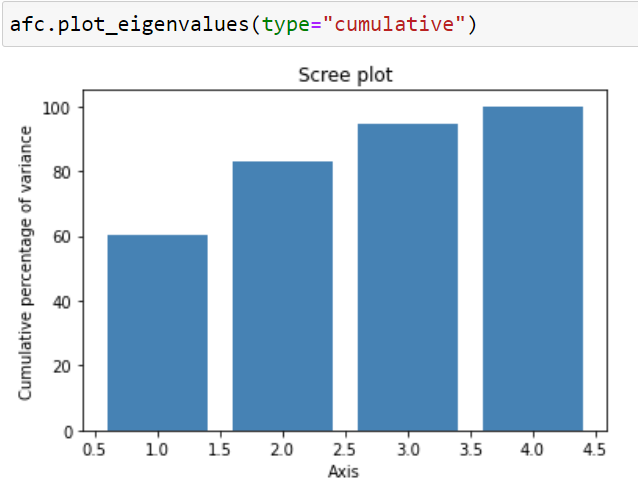 afc.plot_eigenvalues(type="cumulative")
Scree plot
Cumulative percentage of variance
100
80
60
40
20
0
0.5 1.0 1.5 2.0 2.5 3.0 3.5 4.0 4.5
Axis